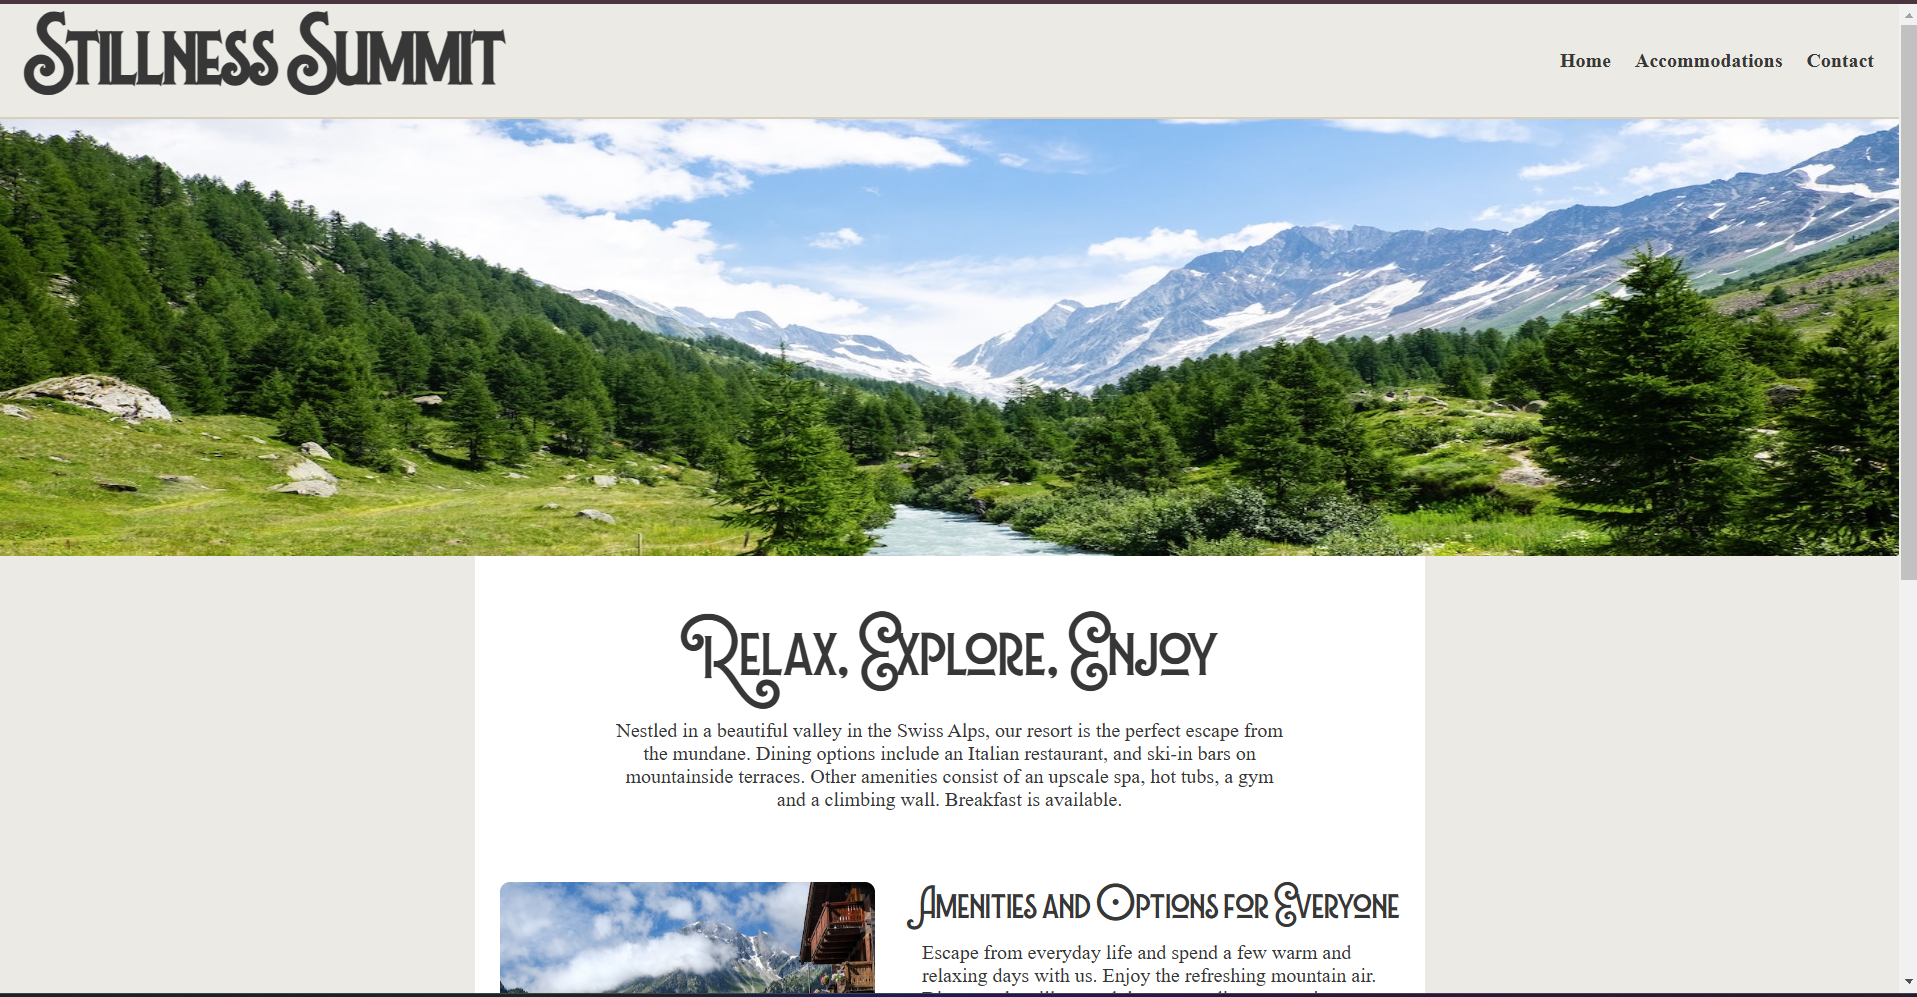 Stillness Summit
Home Accommodations Contact
Relax, Explore, Enjoy
Nestled in a beautiful valley in the Swiss Alps, our resort is the perfect escape from
the mundane. Dining options include an Italian restaurant, and ski-in bars on
mountainside terraces. Other amenities consist of an upscale spa, hot tubs, a gym
and a climbing wall. Breakfast is available.
Amenities and Options for Everyone
Escape from everyday life and spend a few warm and
relaxing days with us. Enjoy the refreshing mountain air.